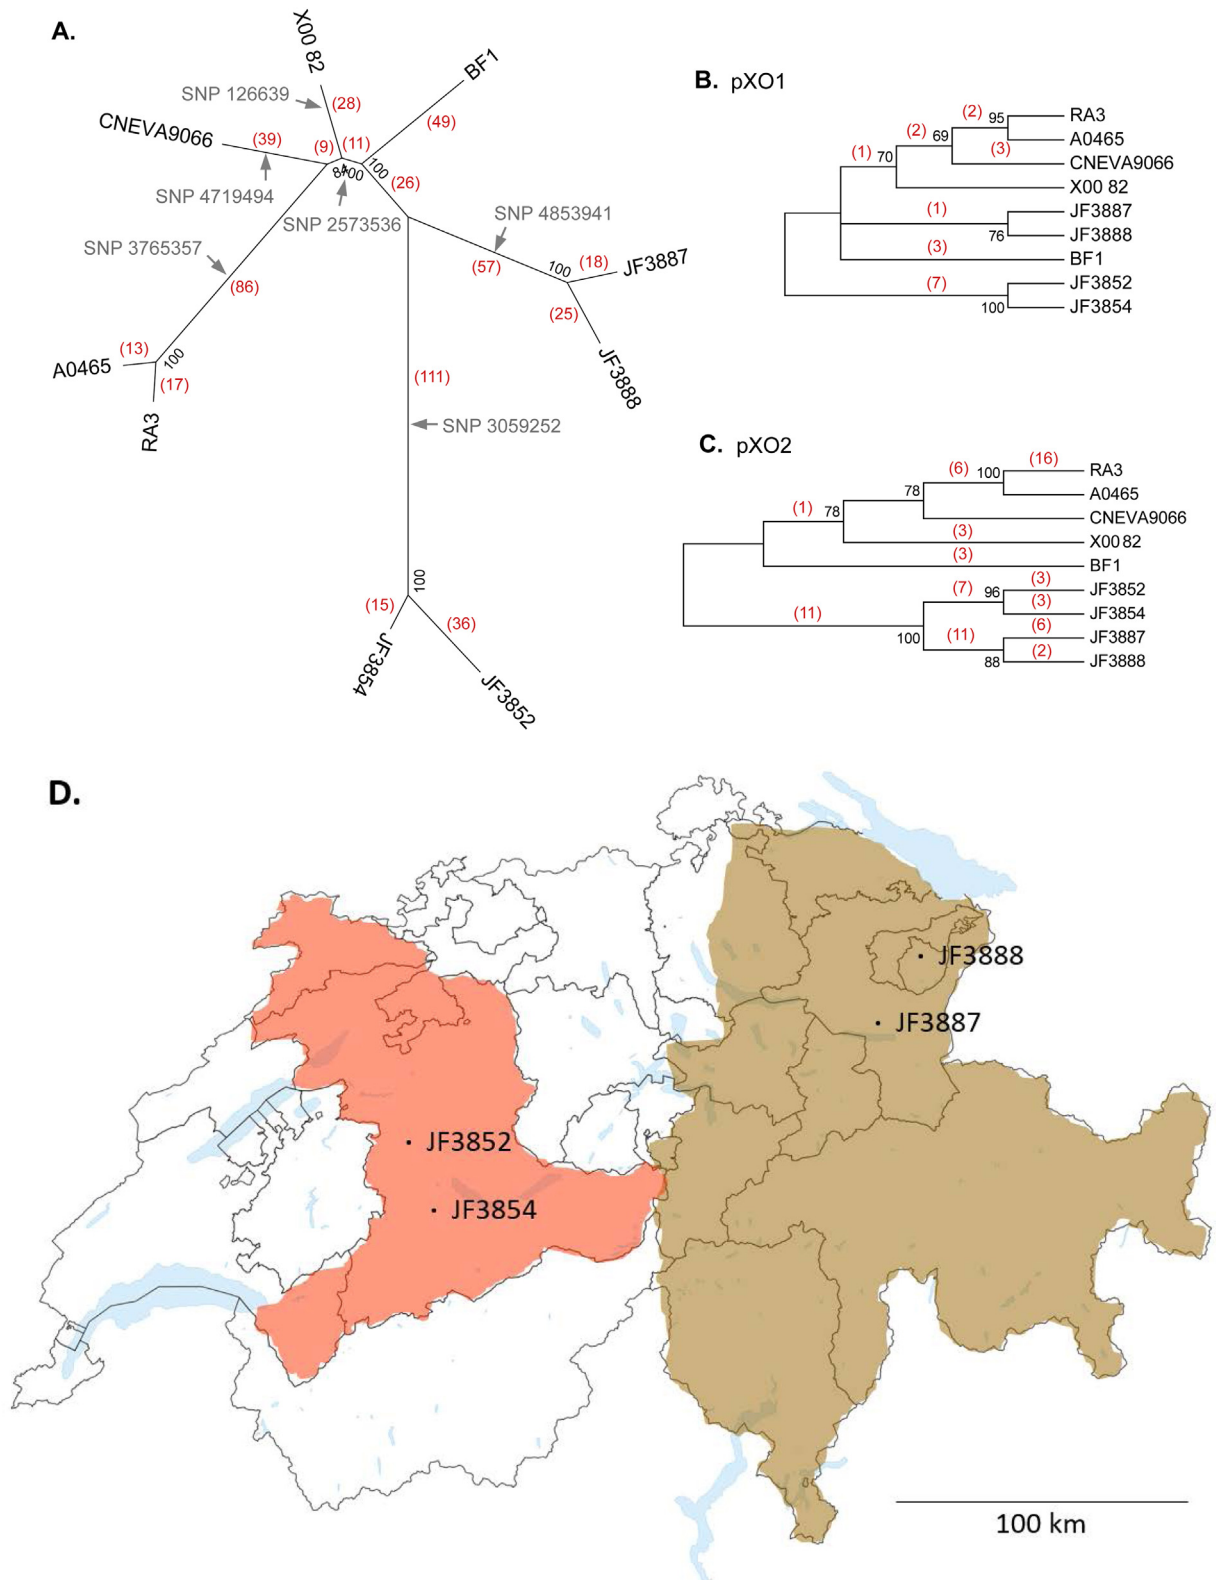 A.
X00 82
BF1
SNP 126639
(28)
CNEVA9066
(39)
(9)
(11)
(49)
100
100
(26)
SNP 4719494
SNP 2573536
SNP 4853941
SNP 3765357
(86)
(57)
100
(18)
JF3887
(25)
JF3888
(13)
A0465
100
(17)
RA3
(111)
SNP 3059252
100
(15)
(36)
JF3854
JF3852
B. pXO1
(2)
95
RA3
(2)
69
A0465
(3)
(1)
70
CNEVA9066
X00 82
(1)
JF3887
76
JF3888
(3)
BF1
(7)
JF3852
100
JF3854
C. pXO2
(6)
100
(16)
RA3
78
A0465
(1)
78
CNEVA9066
(3)
X00 82
(3)
BF1
(7)
96
(3)
JF3852
(11)
(3)
JF3854
100
(11)
(6)
JF3887
88
(2)
JF3888
D.
JF3888
JF3887
JF3852
JF3854
100 km